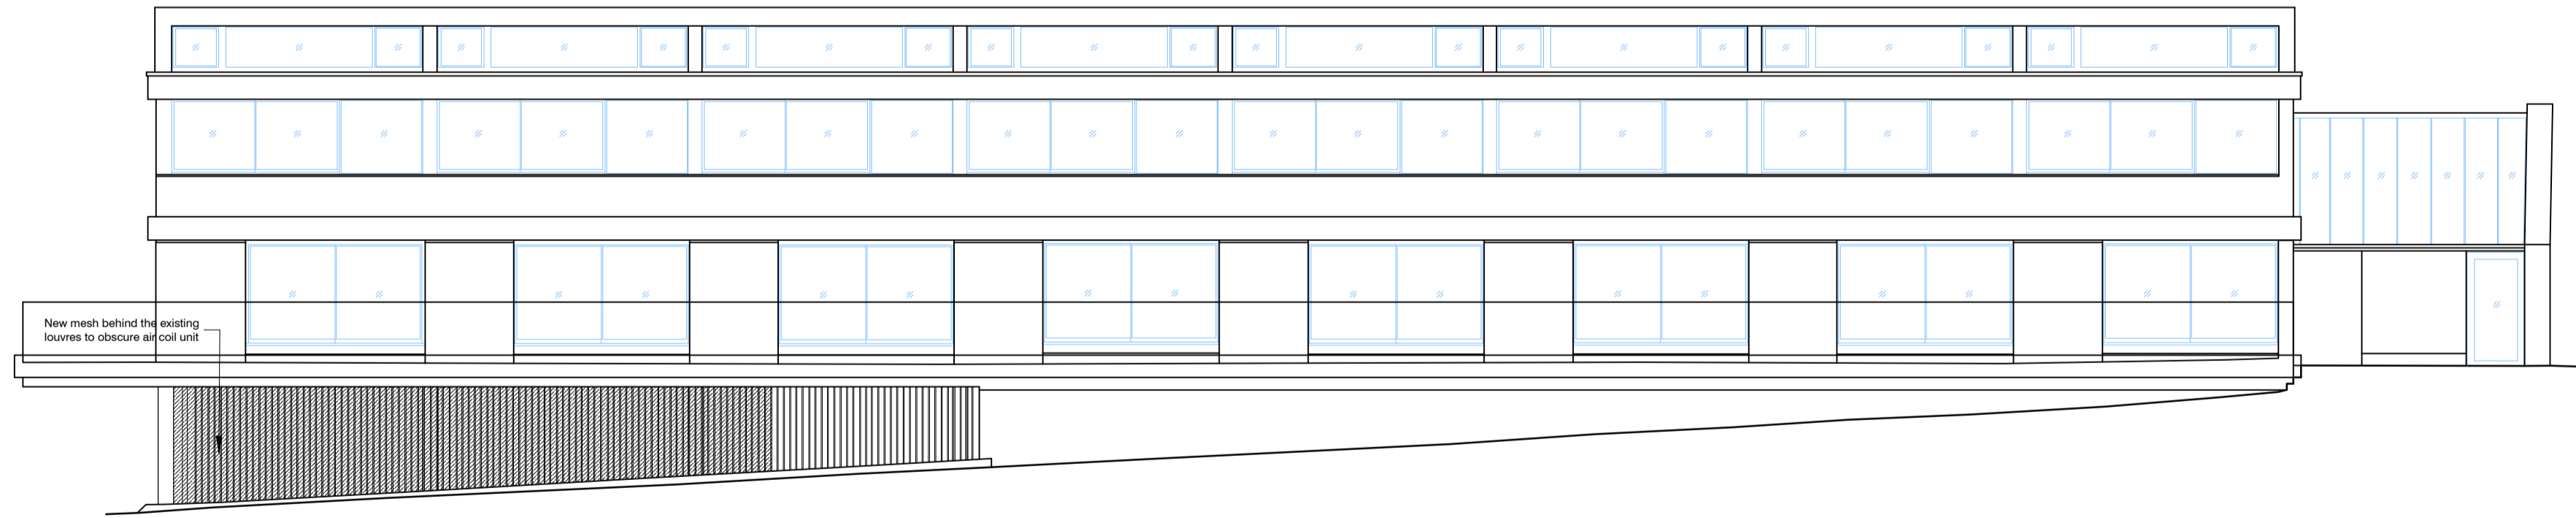 New mesh behind the existing
louvres to obscure air coil unit